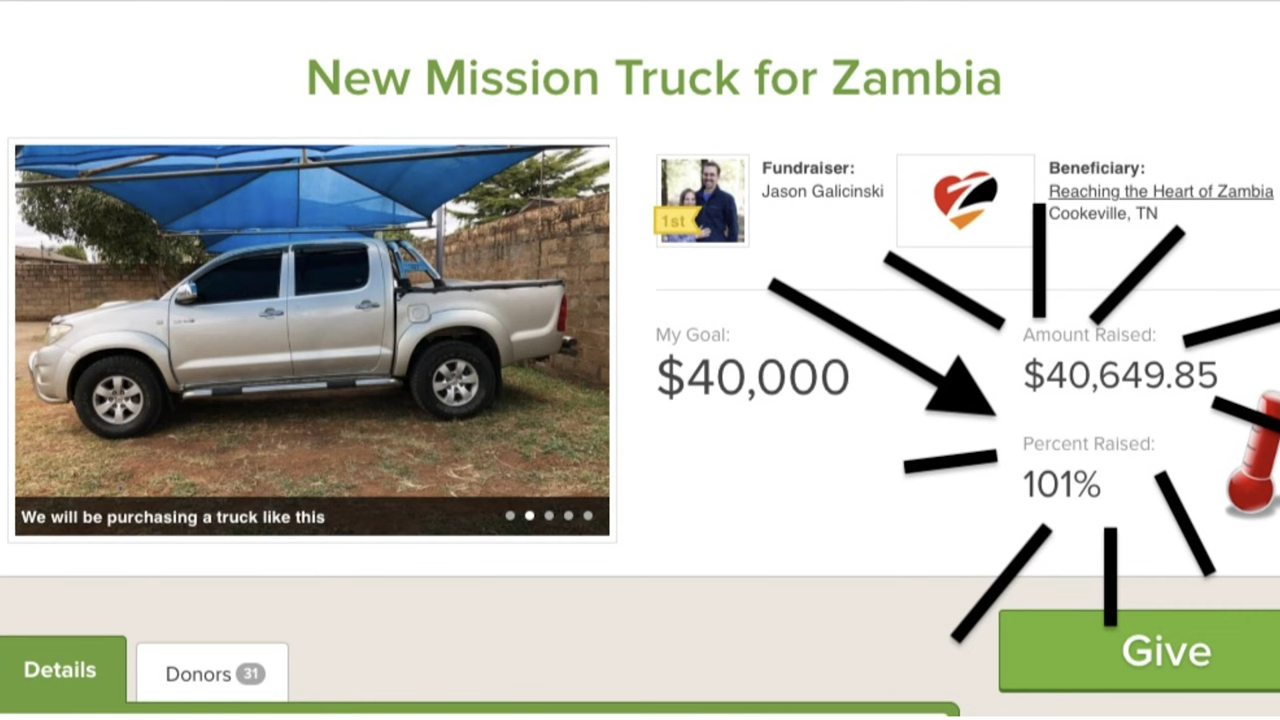 New Mission Truck for Zambia
We will be purchasing a truck like this
1st
Fundraiser:
Jason Galicinski
Z
Beneficiary:
Reaching the Heart of Zambia
Cookeville, TN
My Goal:
$40,000
Amount Raised:
$40,649.85
Percent Raised:
101%
Give
Details
Donors 31